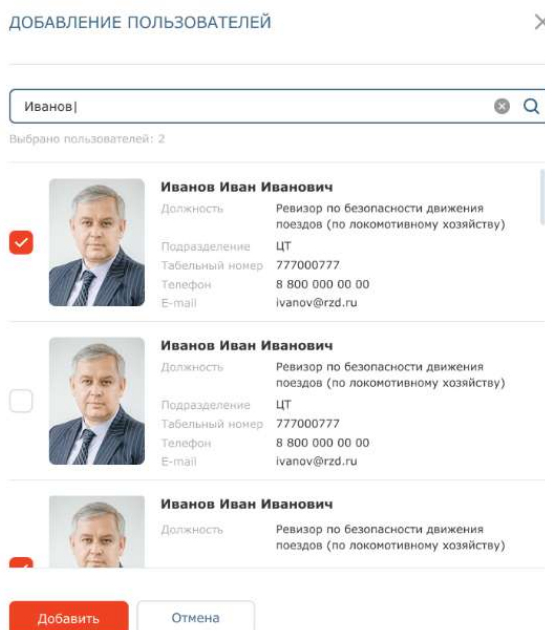 ДОБАВЛЕНИЕ ПОЛЬЗОВАТЕЛЕЙ
Иванов
Выбрано пользователей: 2
Иванов Иван Иванович
Должность Ревизор по безопасности движения
поездов (по локомотивному хозяйству)
Подразделение ЦТ
Табельный номер 777000777
Телефон 8 800 000 00 00
E-mail ivanov@rzd.ru
Иванов Иван Иванович
Должность Ревизор по безопасности движения
поездов (по локомотивному хозяйству)
Подразделение ЦТ
Табельный номер 777000777
Телефон 8 800 000 00 00
E-mail ivanov@rzd.ru
Иванов Иван Иванович
Должность Ревизор по безопасности движения
поездов (по локомотивному хозяйству)
Добавить Отмена